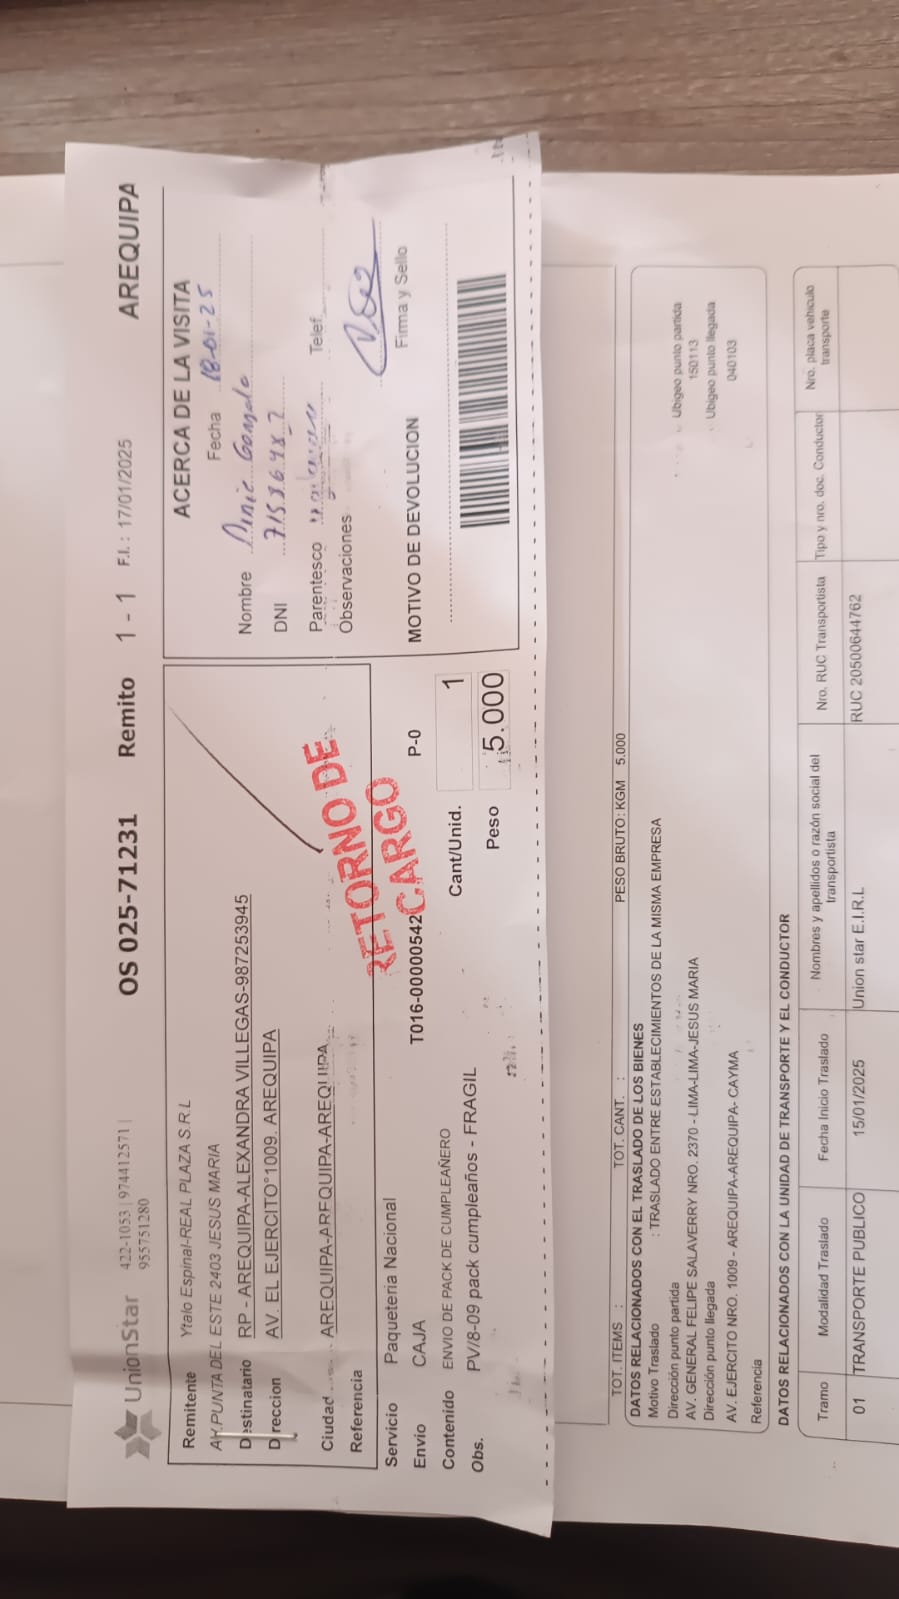 UnionStar
422-1053 | 974412571 |
955751280
OS 025-71231 Remito 1 - 1 F.I. : 17/01/2025 AREQUIPA
Remitente Ytalo Espinal-REAL PLAZA S.R.L
AV.PUNTA DEL ESTE 2403 JESUS MARIA
Destinatario RP - AREQUIPA-ALEXANDRA VILLEGAS-987253945
Direccion AV. EL EJERCITO°1009. AREQUIPA
Ciudad AREQUIPA-AREQUIPA-AREQUIPA
Referencia
RETORNO DE
CARGO
Servicio Paqueteria Nacional
Envio CAJA T016-00000542 P-0
Contenido ENVIO DE PACK DE CUMPLEAÑERO
Cant/Unid. 1
Obs. PV/8-09 pack cumpleaños - FRAGIL
Peso 5.000
ACERCA DE LA VISITA
Fecha 18-01-25
Nombre
DNI
Parentesco Telef.
Observaciones
Firma y Sello
MOTIVO DE DEVOLUCION
TOT. ITEMS : TOT. CANT. : PESO BRUTO: KGM 5.000
DATOS RELACIONADOS CON EL TRASLADO DE LOS BIENES
Motivo Traslado : TRASLADO ENTRE ESTABLECIMIENTOS DE LA MISMA EMPRESA
Dirección punto partida Ubigeo punto partida
AV. GENERAL FELIPE SALAVERRY NRO. 2370 - LIMA-LIMA-JESUS MARIA 150113
Dirección punto llegada Ubigeo punto llegada
AV. EJERCITO NRO. 1009 - AREQUIPA-AREQUIPA- CAYMA 040103
Referencia
DATOS RELACIONADOS CON LA UNIDAD DE TRANSPORTE Y EL CONDUCTOR
Tramo Modalidad Traslado Fecha Inicio Traslado Nombres y apellidos o razón social del transportista Nro. RUC Transportista Tipo y nro. doc. Conductor Nro. placa vehiculo transporte
01 TRANSPORTE PUBLICO 15/01/2025 Union star E.I.R.L RUC 20500644762